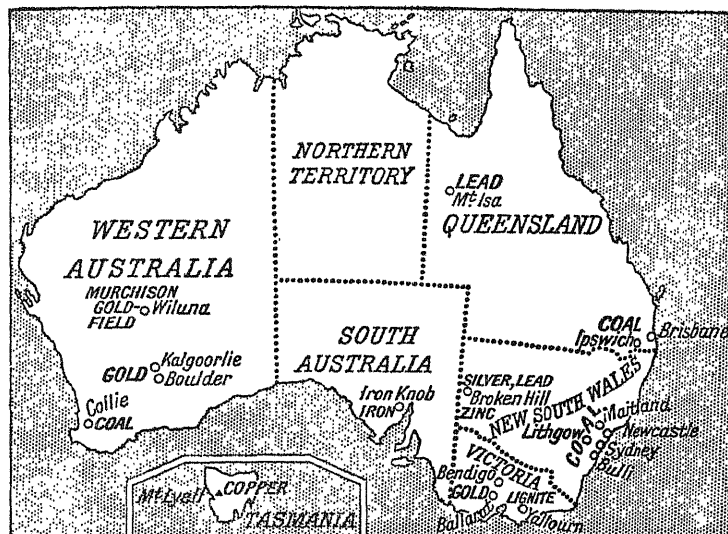 NORTHERN
TERRITORY
LEAD
Mt. Isa
QUEENSLAND
WESTERN
AUSTRALIA
MURCHISON
GOLD- Wiluna
FIELD
SOUTH
AUSTRALIA
COAL
Ipswich
Brisbane
GOLD
Kalgoorlie
Boulder
Collie
COAL
Iron Knob
IRON
SILVER, LEAD
Broken Hill
ZINC
NEW SOUTH WALES
Lithgow
COAL
Maitland
Newcastle
Sydney
Bulli
VICTORIA
Bendigo
GOLD
LIGNITE
Ballarat
Yallourn
Mt. Lyell
COPPER
TASMANIA